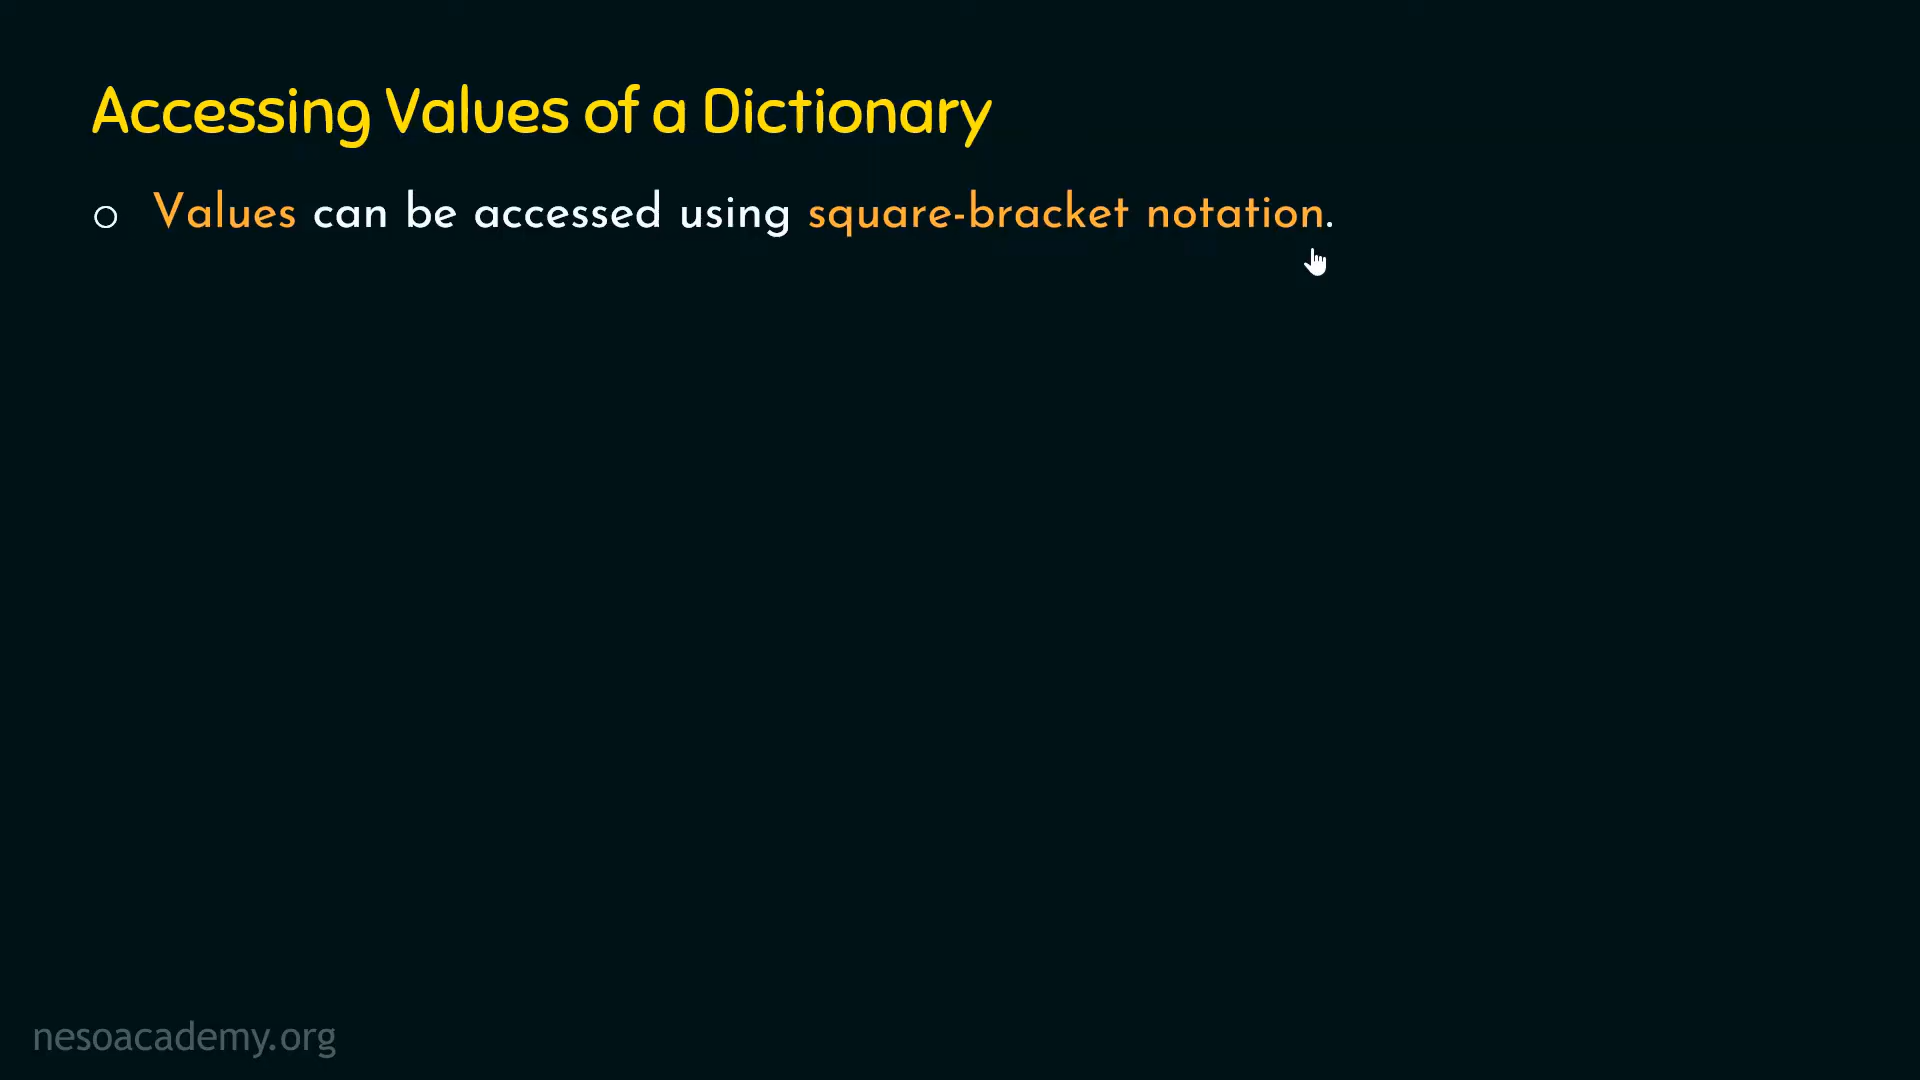 Accessing Values of a Dictionary
○ Values can be accessed using square-bracket notation.
nesoacademy.org